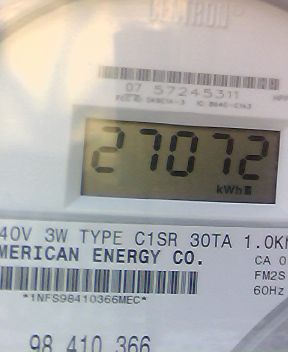 CENTRON
07 57245311
27072
kWh
40V 3W TYPE C1SR 30TA 1.0K
MERICAN ENERGY CO.
CA 0
FM2S
60Hz
*1NFS98410366MEC*
98 410 366